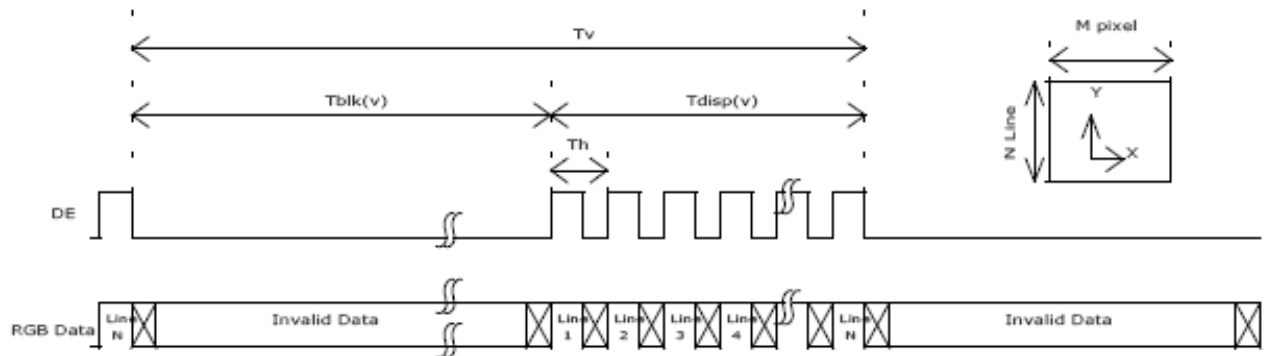 Tv
M pixel
Tblk(v)
Tdisp(v)
N Line
Y
X
Th
DE
RGB Data
Line N
Invalid Data
Line 1
Line 2
Line 3
Line 4
Line N
Invalid Data